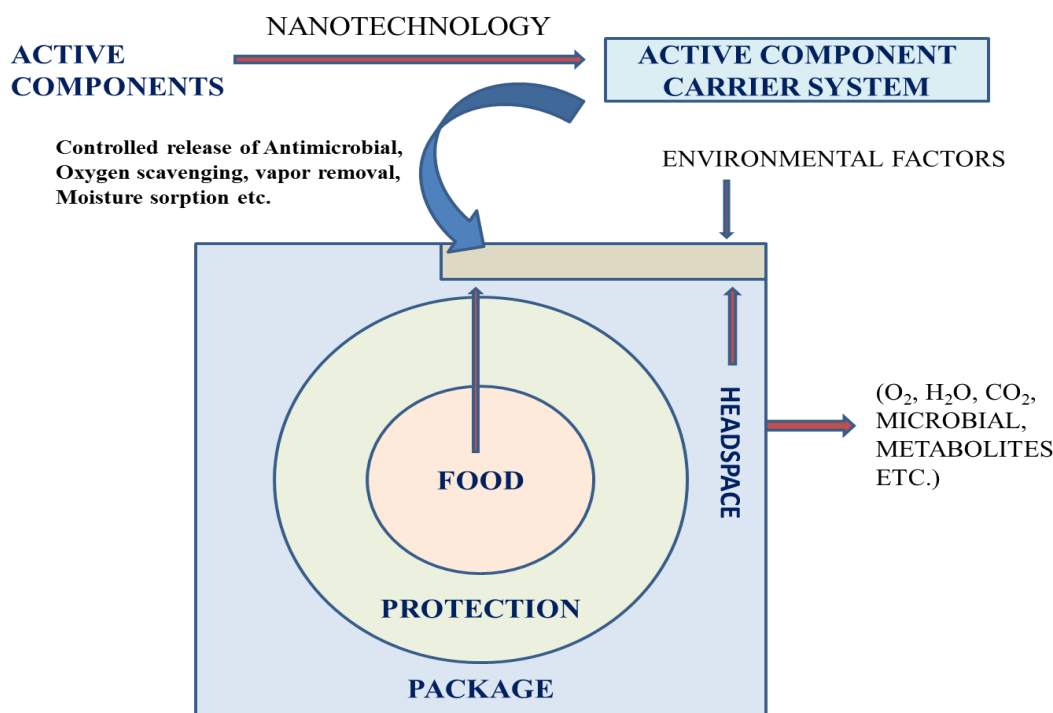 NANOTECHNOLOGY
ACTIVE
COMPONENTS
ACTIVE COMPONENT
CARRIER SYSTEM
Controlled release of Antimicrobial,
Oxygen scavenging, vapor removal,
Moisture sorption etc.
ENVIRONMENTAL FACTORS
HEADSPACE
(O₂, H₂O, CO₂,
MICROBIAL,
METABOLITES
ETC.)
FOOD
PROTECTION
PACKAGE